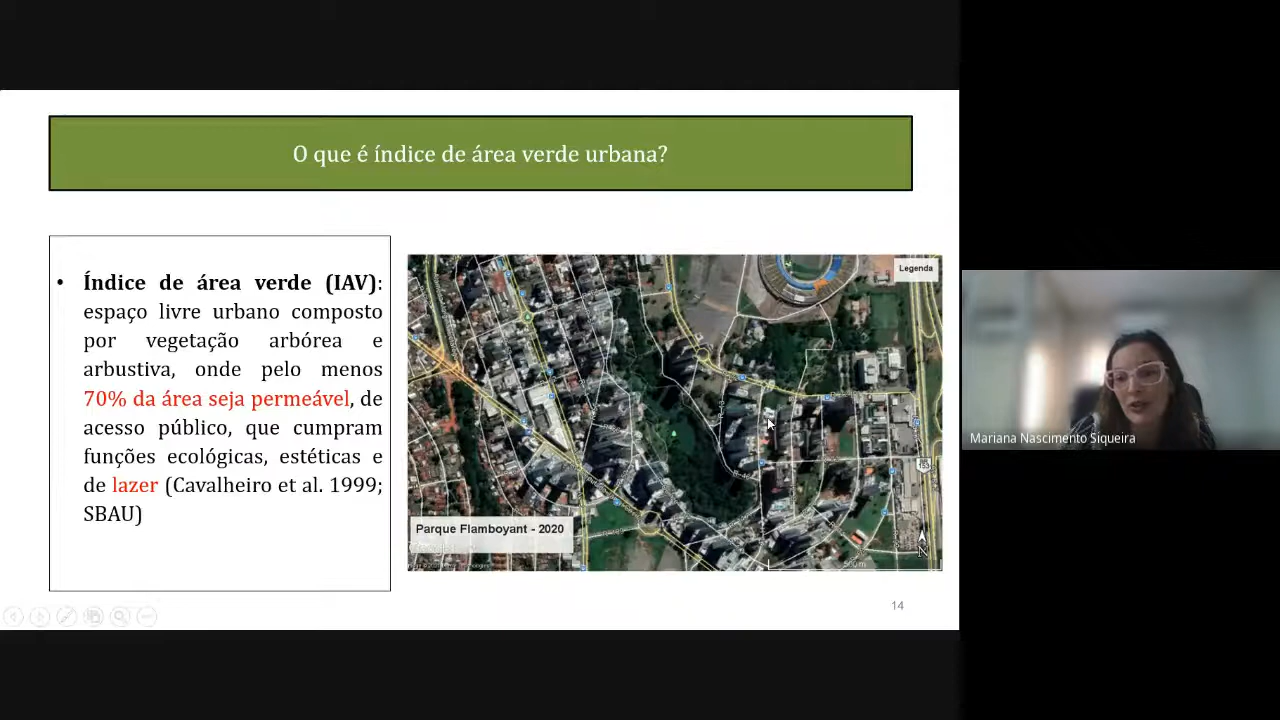 O que é índice de área verde urbana?
• Índice de área verde (IAV):
espaço livre urbano composto
por vegetação arbórea e
arbustiva, onde pelo menos
70% da área seja permeável, de
acesso público, que cumpram
funções ecológicas, estéticas e
de lazer (Cavalheiro et al. 1999;
SBAU)
Legenda
153
Parque Flamboyant - 2020
N
500 m
14
Mariana Nascimento Siqueira